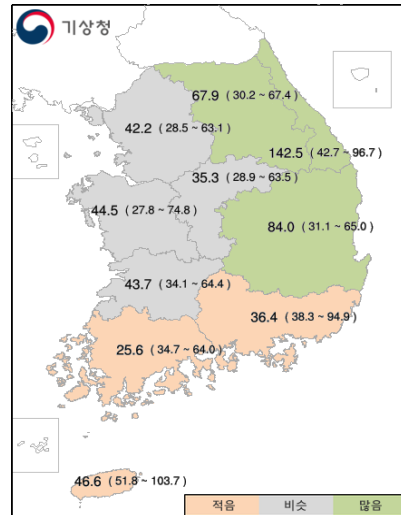 기상청
67.9 ( 30.2 ~ 67.4)
42.2 ( 28.5 ~ 63.1)
142.5 ( 42.7 ~ 96.7)
35.3 ( 28.9 ~ 63.5)
44.5 ( 27.8 ~ 74.8)
84.0 ( 31.1 ~ 65.0)
43.7 ( 34.1 ~ 64.4)
36.4 ( 38.3 ~ 94.9)
25.6 ( 34.7 ~ 64.0)
46.6 ( 51.8 ~ 103.7)
적음 비슷 많음